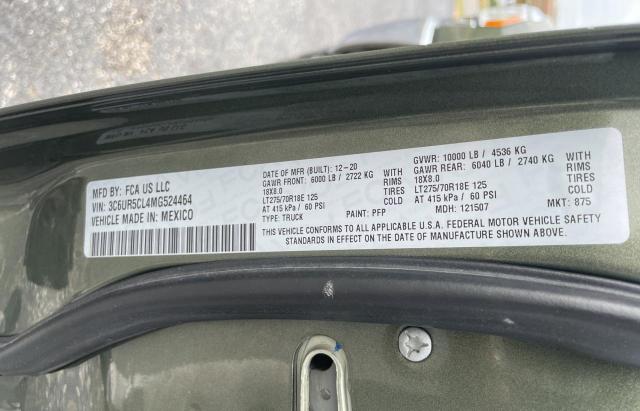 MFD BY: FCA US LLC
VIN: 3C6UR5CL4MG524464
VEHICLE MADE IN: MEXICO
DATE OF MFR (BUILT): 12-20
GAWR FRONT: 6000 LB / 2722 KG WITH
18X8.0 RIMS
LT275/70R18E 125 TIRES
AT 415 kPa / 60 PSI COLD
TYPE: TRUCK PAINT: PFP
GVWR: 10000 LB / 4536 KG
GAWR REAR: 6040 LB / 2740 KG WITH
18X8.0 RIMS
LT275/70R18E 125 TIRES
AT 415 kPa / 60 PSI COLD
MDH: 121507 MKT: 875
THIS VEHICLE CONFORMS TO ALL APPLICABLE U.S.A. FEDERAL MOTOR VEHICLE SAFETY
STANDARDS IN EFFECT ON THE DATE OF MANUFACTURE SHOWN ABOVE.